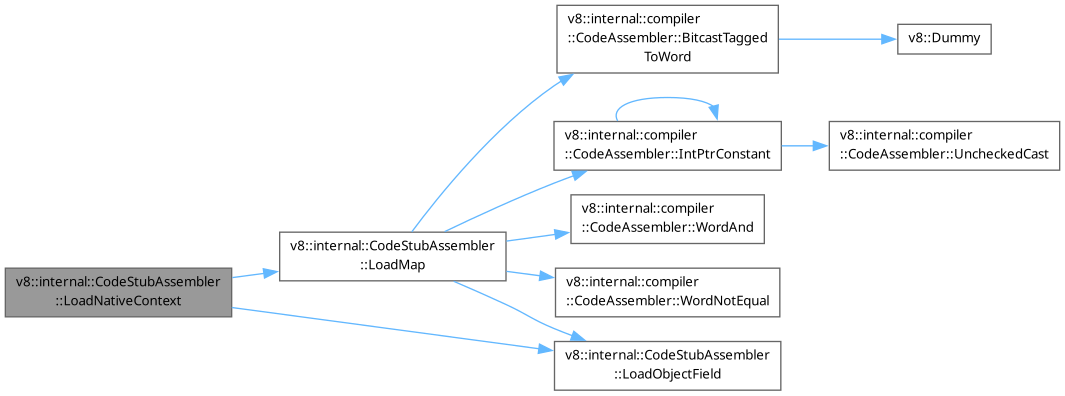 v8::internal::CodeStubAssembler
::LoadNativeContext
v8::internal::CodeStubAssembler
::LoadMap
v8::internal::compiler
::CodeAssembler::BitcastTagged
ToWord
v8::Dummy
v8::internal::compiler
::CodeAssembler::IntPtrConstant
v8::internal::compiler
::CodeAssembler::UncheckedCast
v8::internal::compiler
::CodeAssembler::WordAnd
v8::internal::compiler
::CodeAssembler::WordNotEqual
v8::internal::CodeStubAssembler
::LoadObjectField